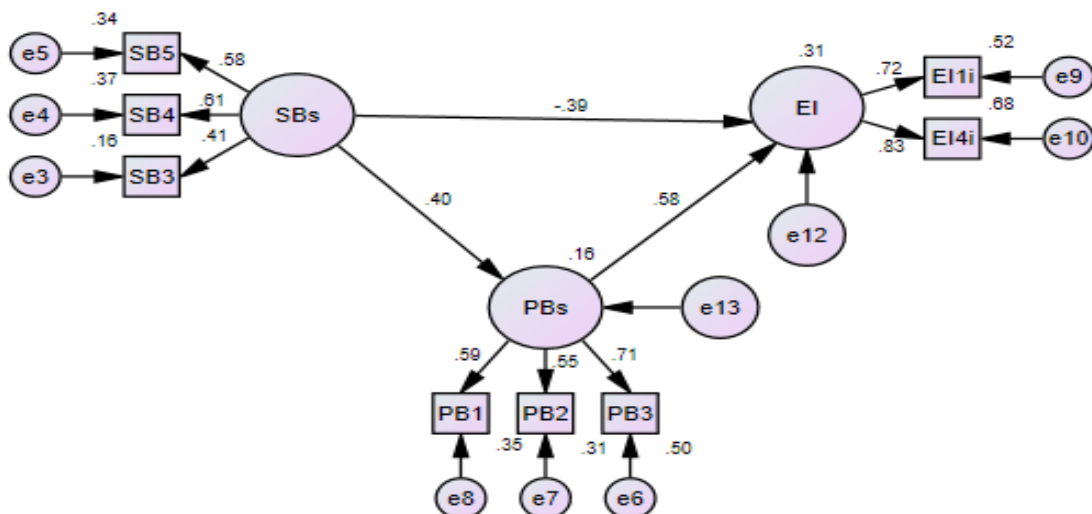 .34
e5
SB5
.58
.37
e4
SB4
.61
.16
e3
SB3
.41
SBs
-.39
.31
EI
.72
EI1i
.52
e9
.83
EI4i
.68
e10
.40
.58
e12
.16
PBs
e13
.59
.55
.71
PB1
PB2
PB3
.35
.31
.50
e8
e7
e6